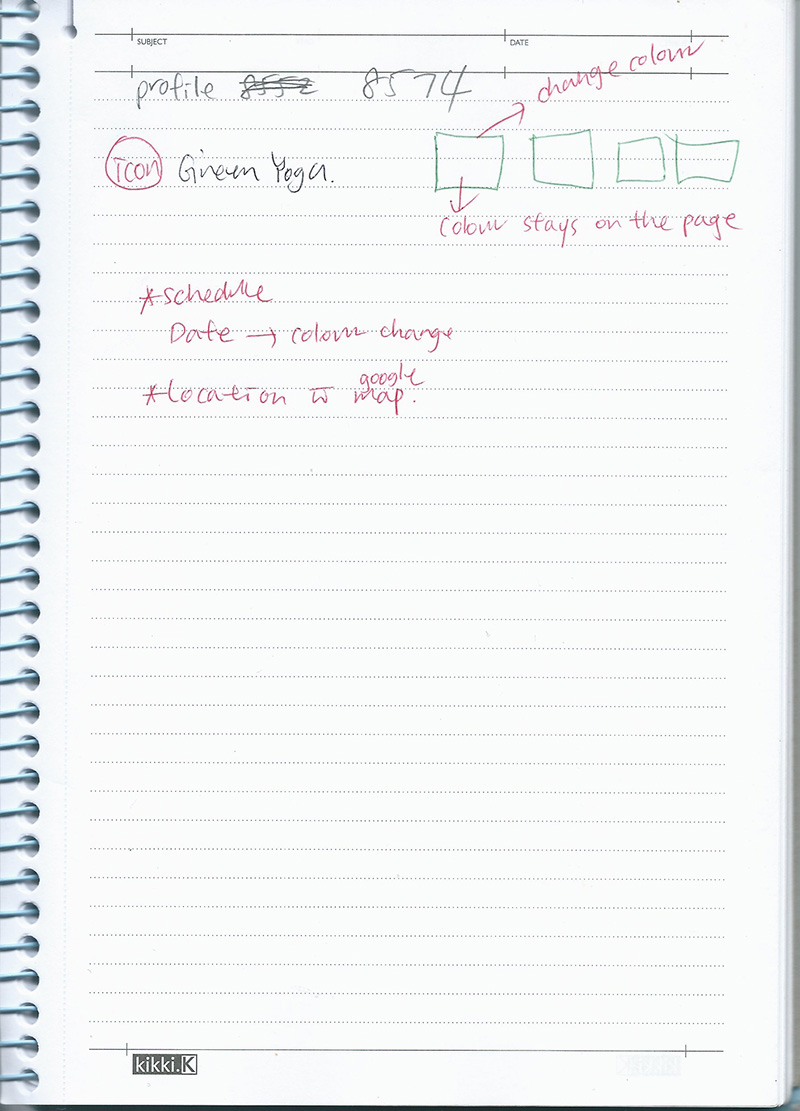 SUBJECT DATE
profile 8552 8574
change colour
icon Green Yoga.
colour stays on the page
*schedule
Date → colour change
google
*location to map.
kikki.K